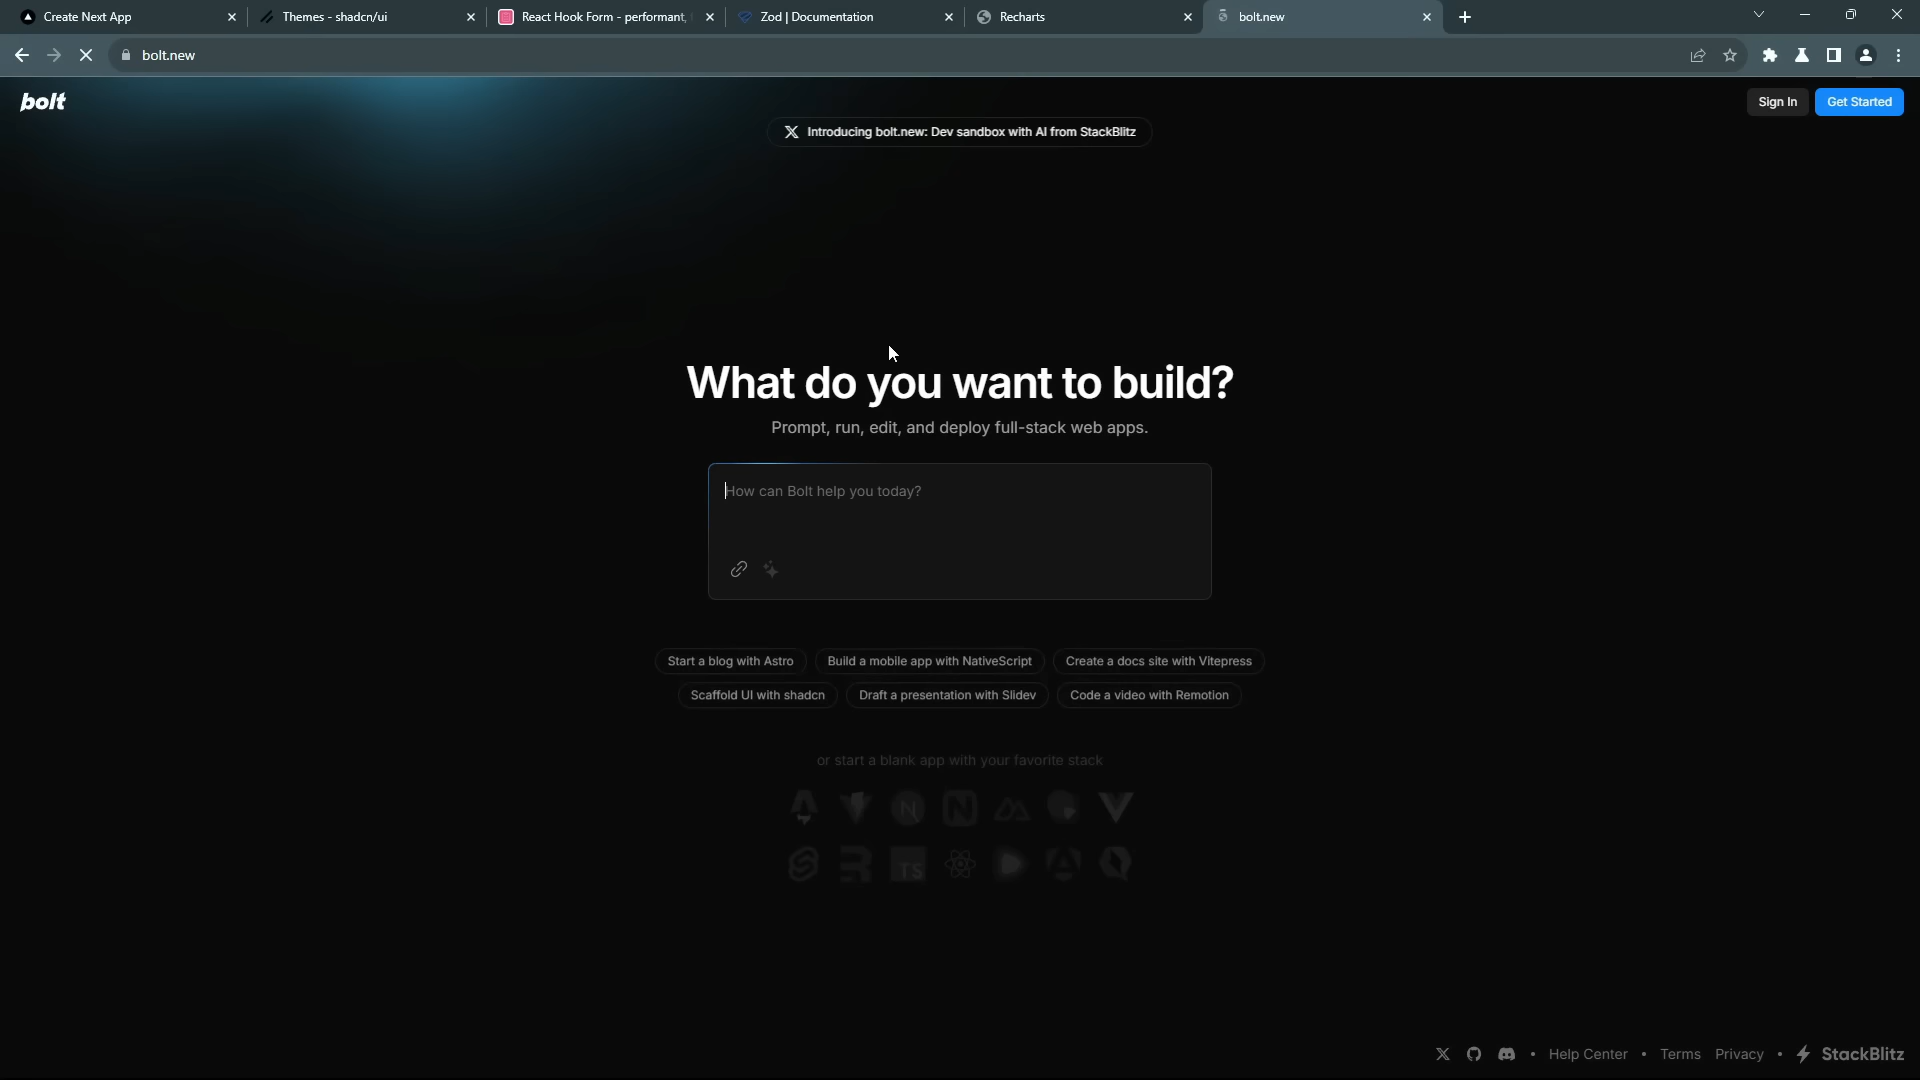 Create Next App
Themes - shadcn/ui
React Hook Form - performant,
Zod | Documentation
Recharts
bolt.new
bolt.new
bolt
Sign In
Get Started
Introducing bolt.new: Dev sandbox with AI from StackBlitz
What do you want to build?
Prompt, run, edit, and deploy full-stack web apps.
How can Bolt help you today?
Start a blog with Astro
Build a mobile app with NativeScript
Create a docs site with Vitepress
Scaffold UI with shadcn
Draft a presentation with Slidev
Code a video with Remotion
or start a blank app with your favorite stack
N
N
TS
Help Center • Terms Privacy • StackBlitz